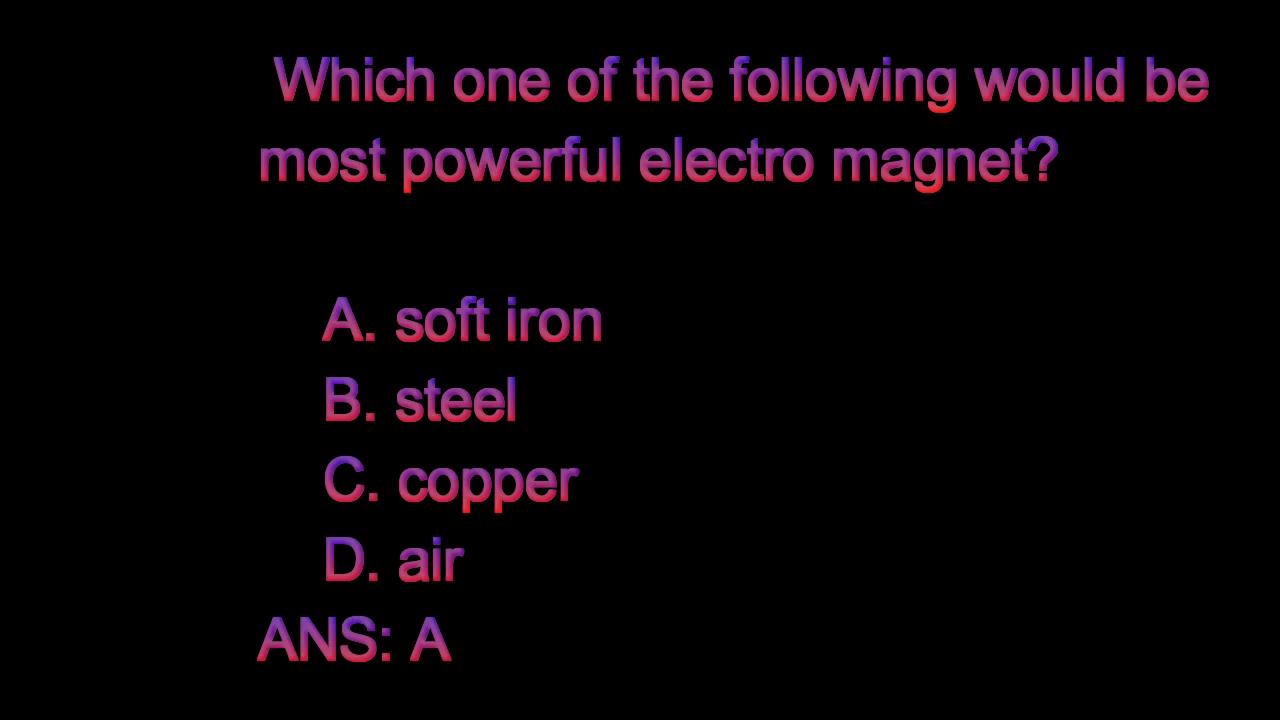 Which one of the following would be
most powerful electro magnet?
A. soft iron
B. steel
C. copper
D. air
ANS: A